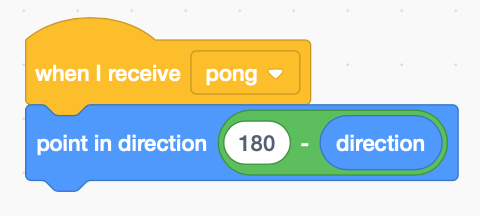 when I receive pong
point in direction 180 - direction